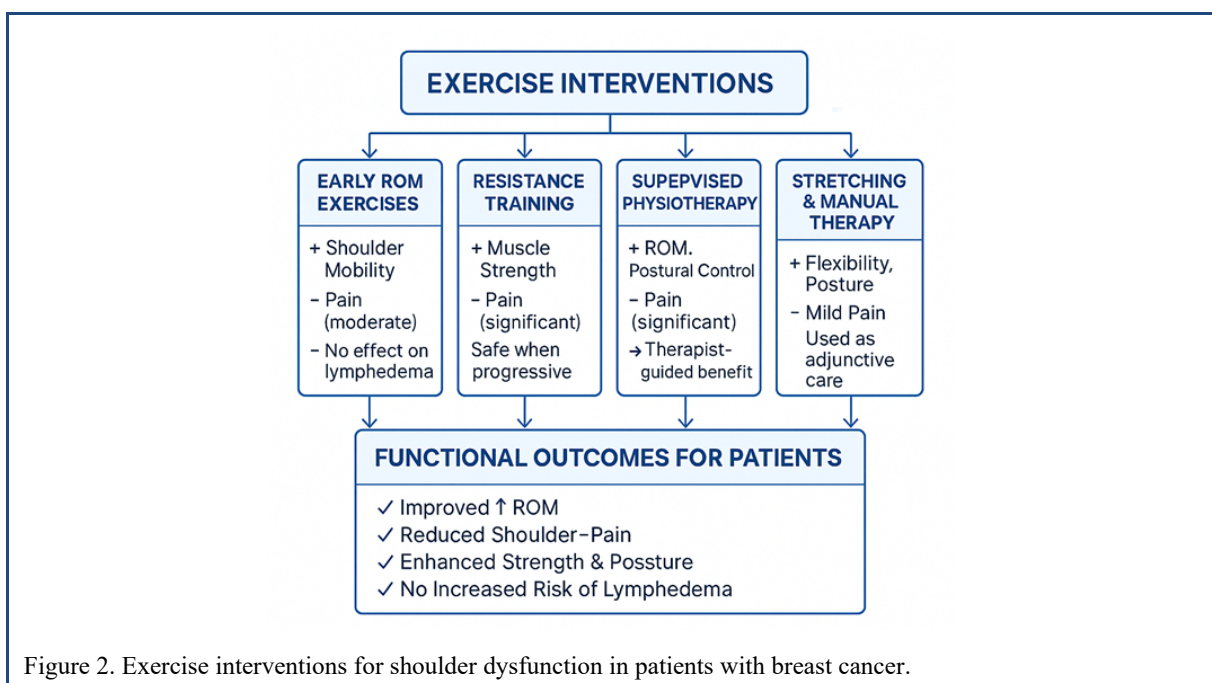 EXERCISE INTERVENTIONS
EARLY ROM
EXERCISES
+ Shoulder
Mobility
− Pain
(moderate)
− No effect on
lymphedema
RESISTANCE
TRAINING
+ Muscle
Strength
− Pain
(significant)
Safe when
progressive
SUPEPVISED
PHYSIOTHERAPY
+ ROM.
Postural Control
− Pain
(significant)
→ Therapist-
guided benefit
STRETCHING
& MANUAL
THERAPY
+ Flexibility,
Posture
− Mild Pain
Used as
adjunctive
care
FUNCTIONAL OUTCOMES FOR PATIENTS
✓ Improved ↑ ROM
✓ Reduced Shoulder–Pain
✓ Enhanced Strength & Possture
✓ No Increased Risk of Lymphedema
Figure 2. Exercise interventions for shoulder dysfunction in patients with breast cancer.